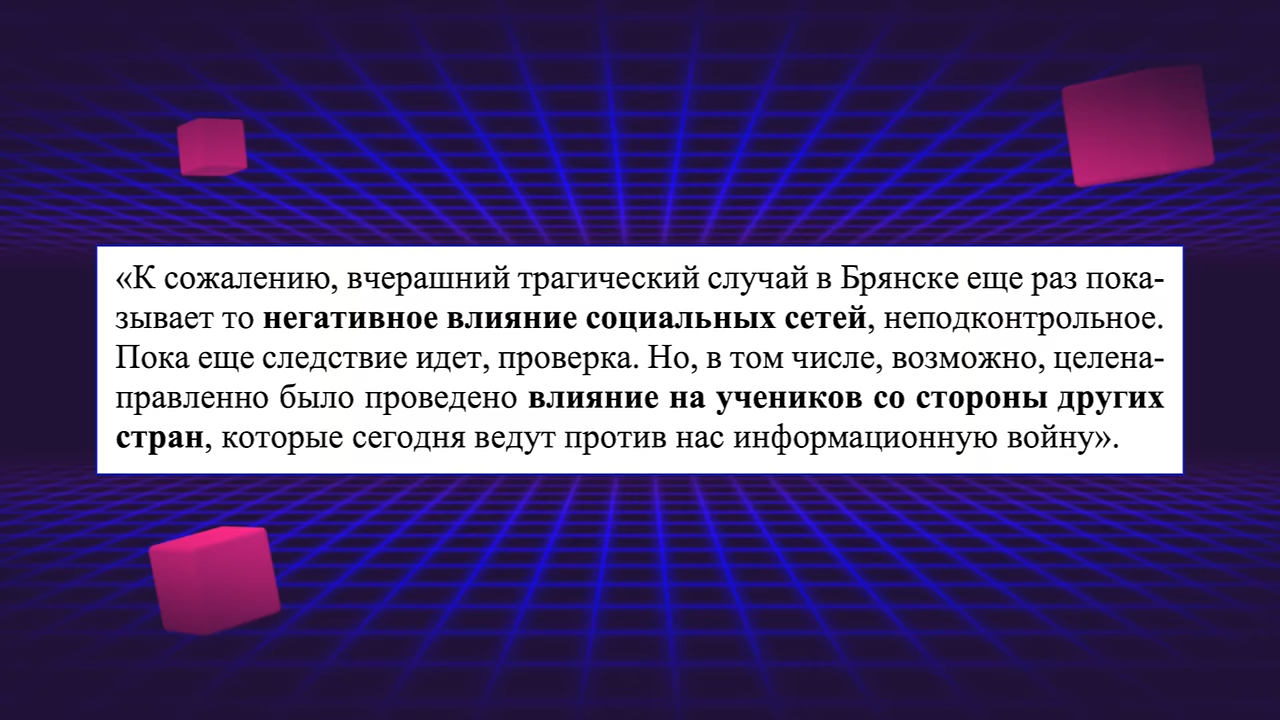 «К сожалению, вчерашний трагический случай в Брянске еще раз пока-
зывает то негативное влияние социальных сетей, неподконтрольное.
Пока еще следствие идет, проверка. Но, в том числе, возможно, целена-
правленно было проведено влияние на учеников со стороны других
стран, которые сегодня ведут против нас информационную войну».